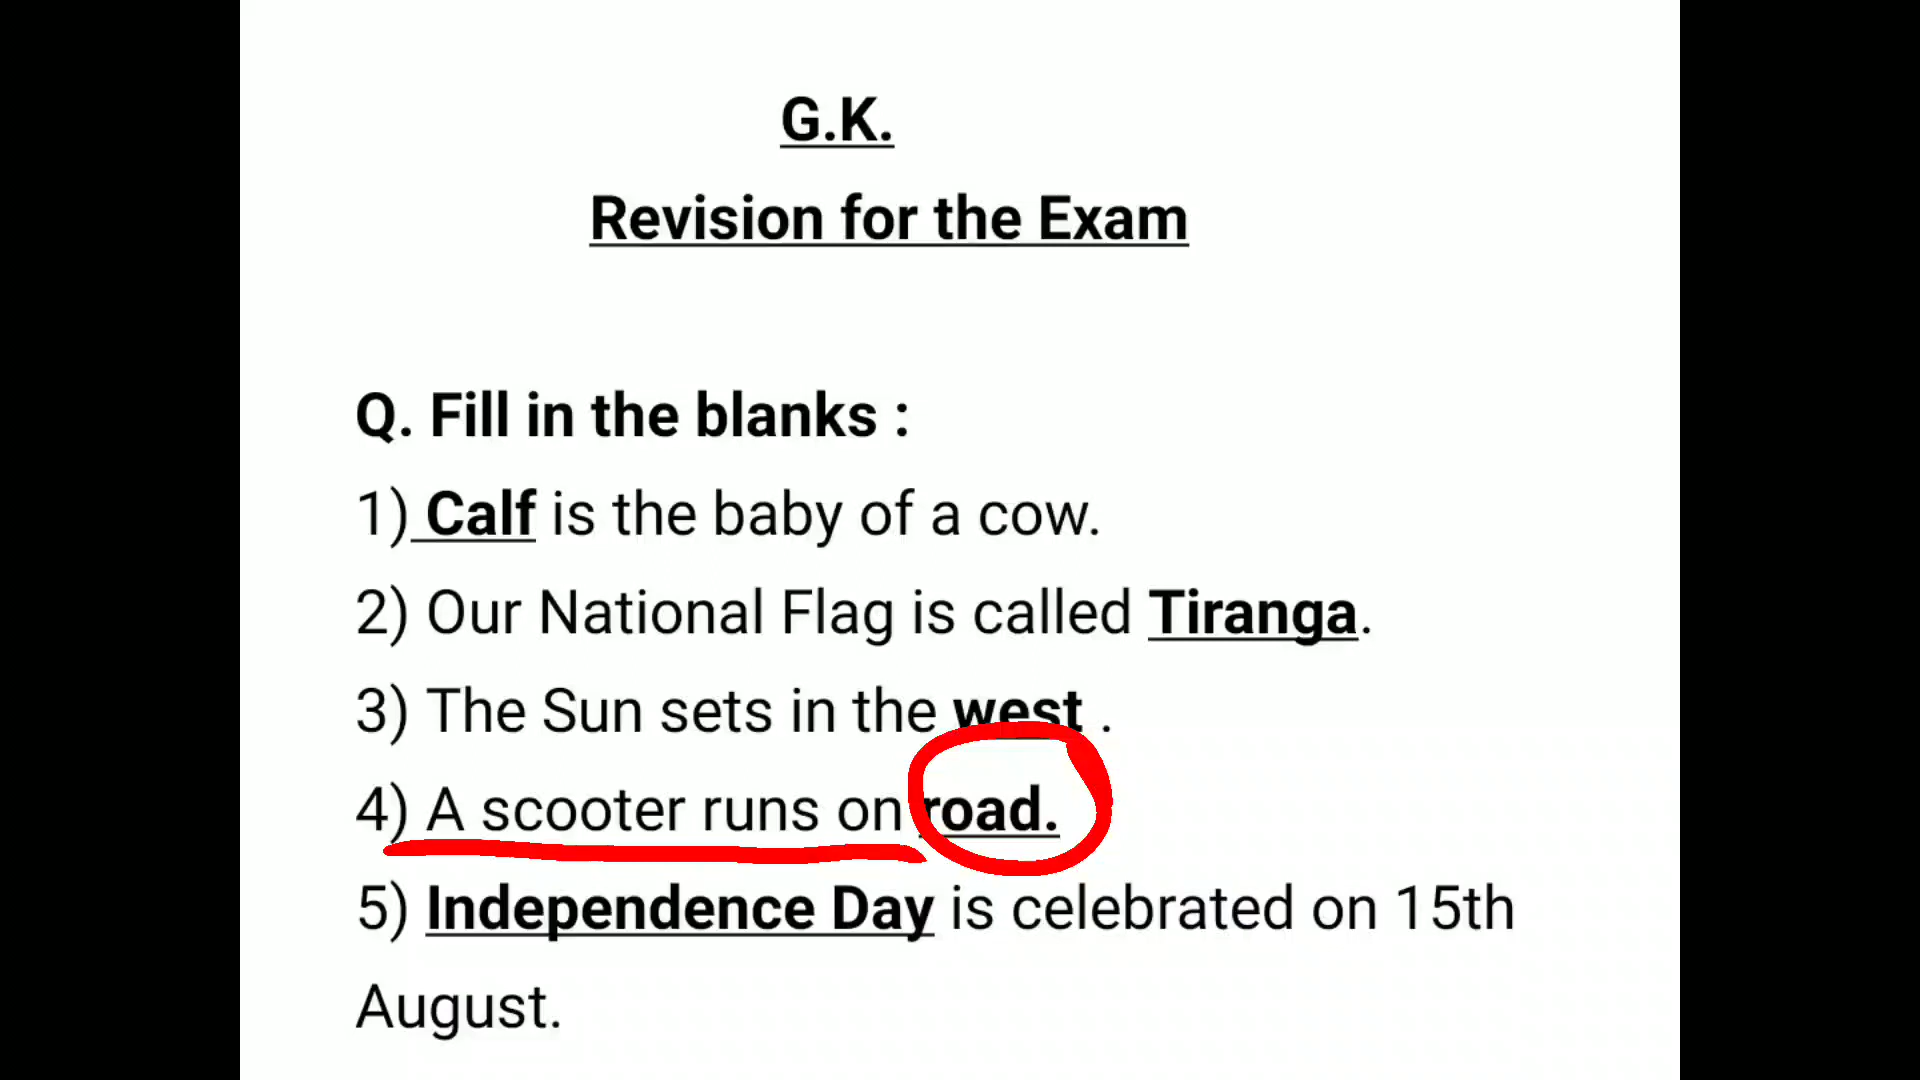 G.K.
Revision for the Exam
Q. Fill in the blanks :
1) Calf is the baby of a cow.
2) Our National Flag is called Tiranga.
3) The Sun sets in the west .
4) A scooter runs on road.
5) Independence Day is celebrated on 15th
August.